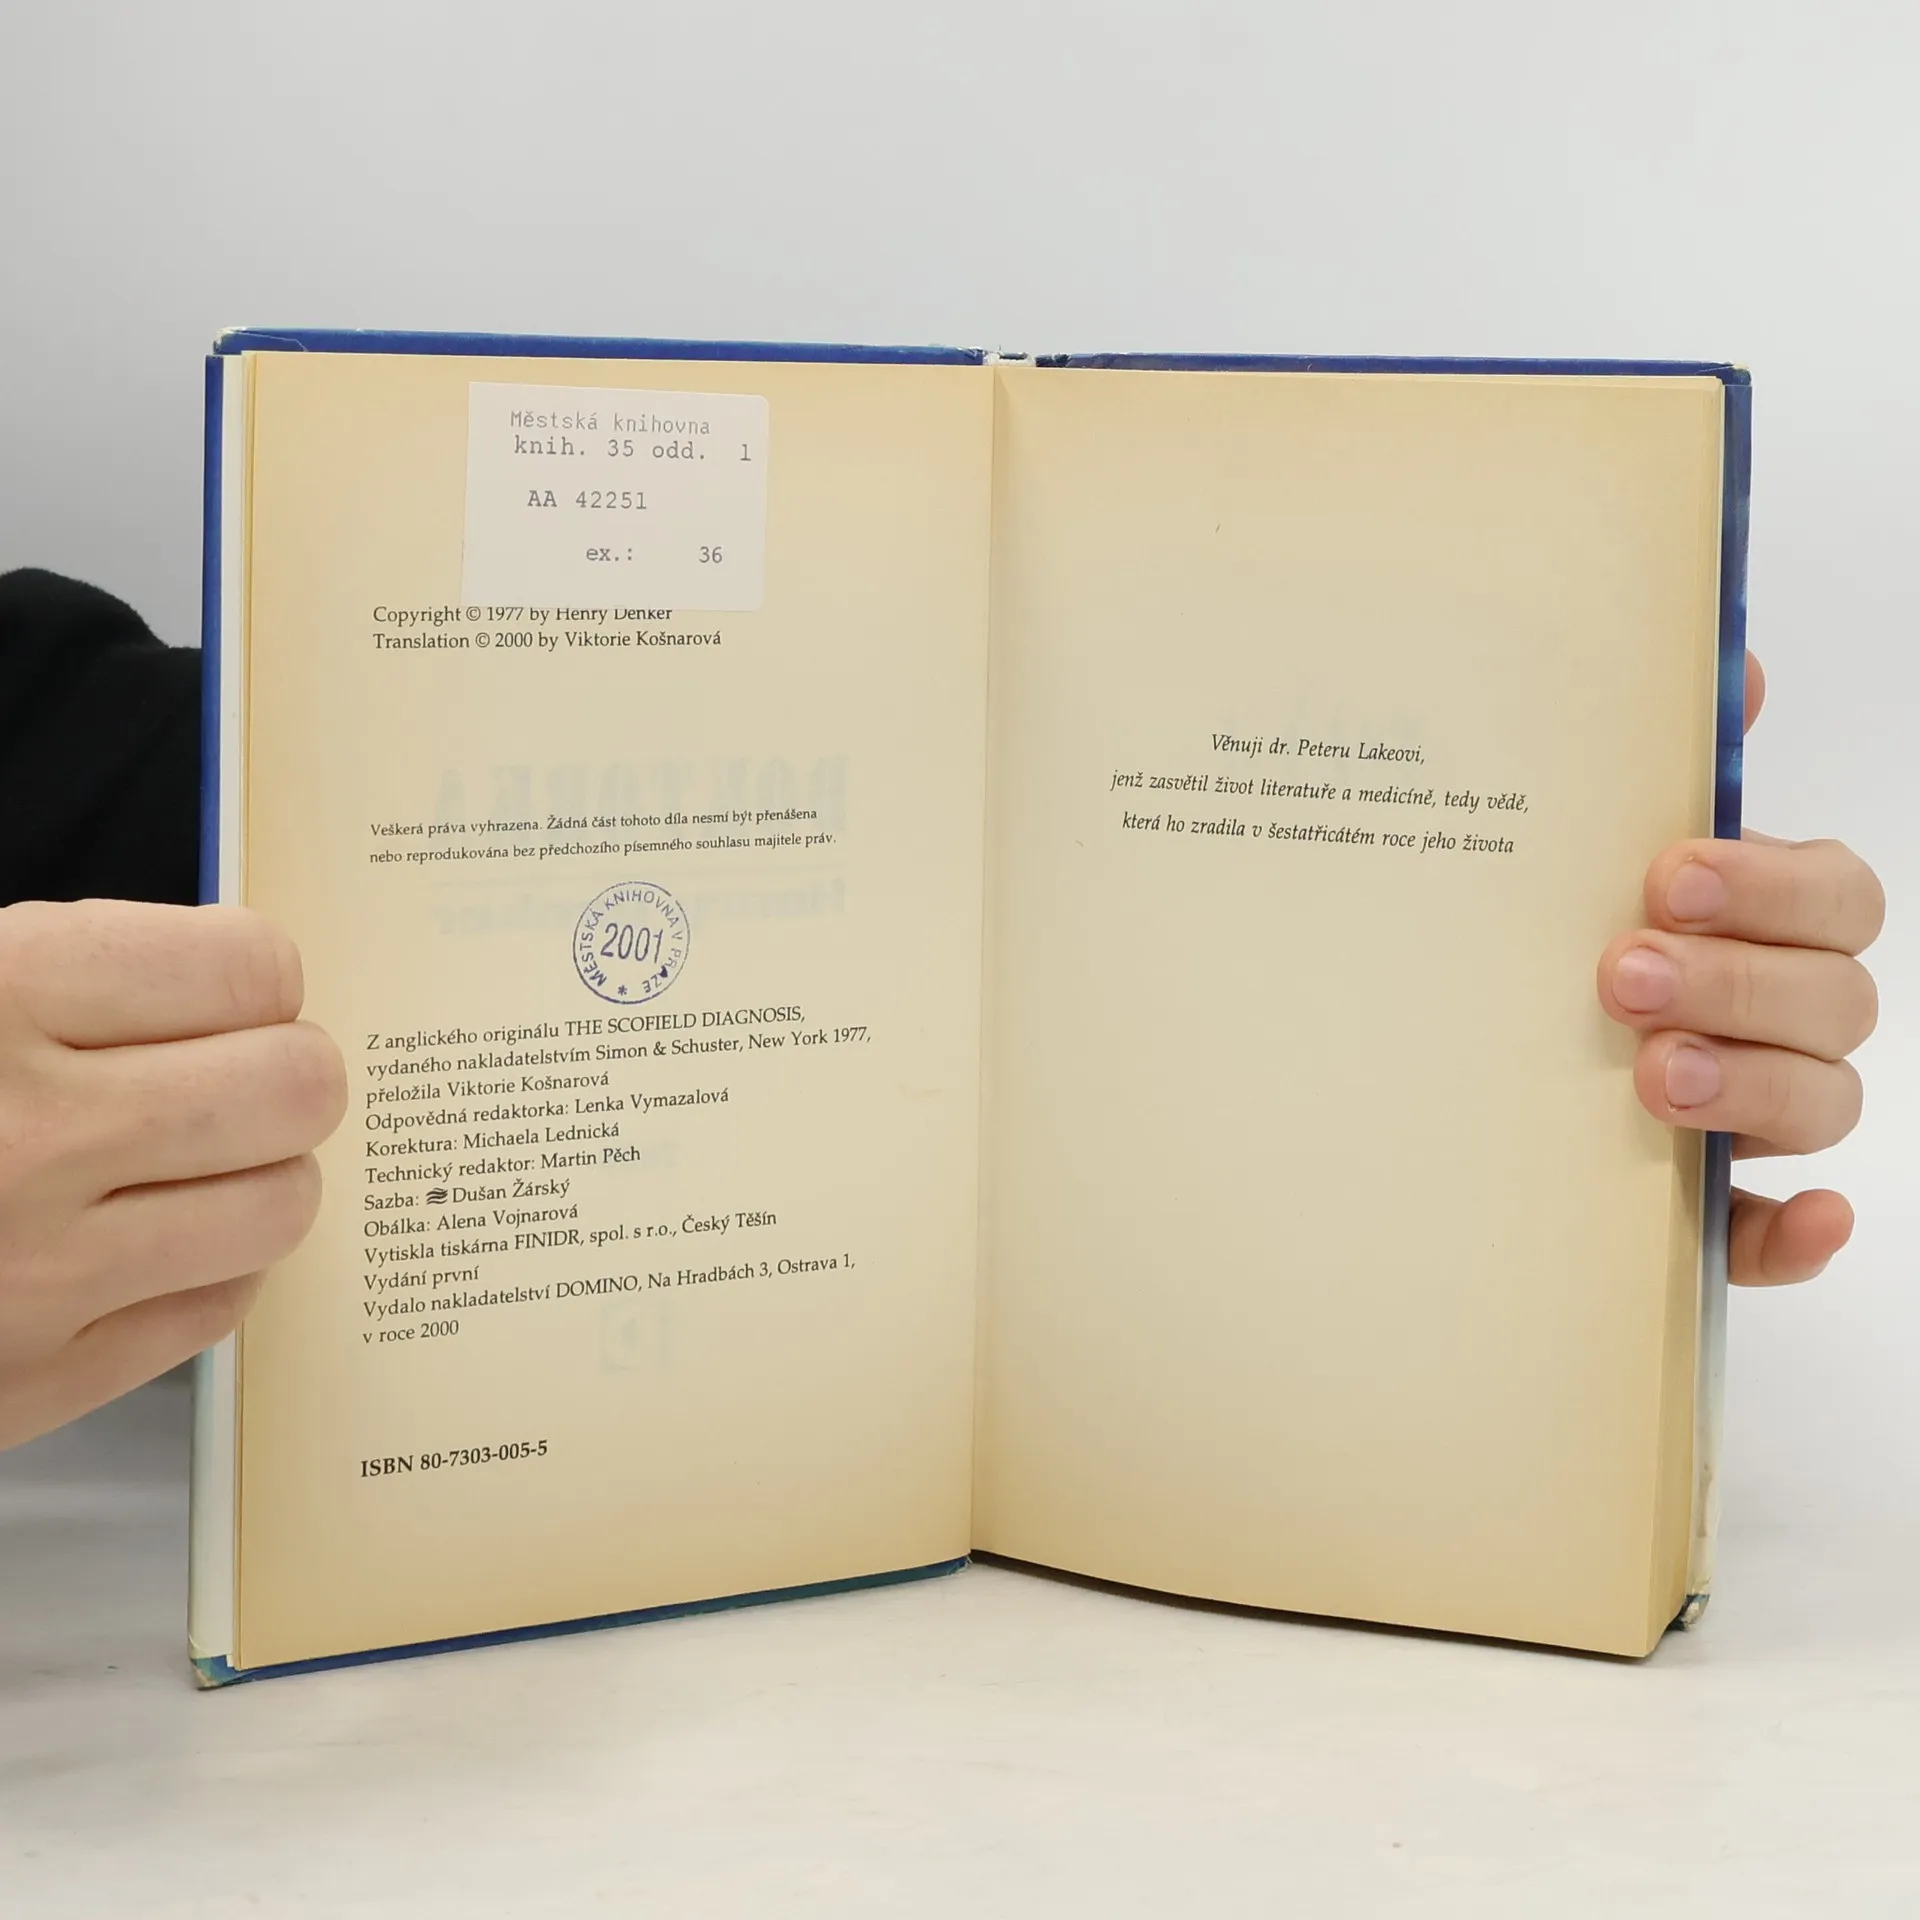 Městská knihovna
knih. 35 odd. 1
AA 42251
ex.: 36
Copyright © 1977 by Henry Denker
Translation © 2000 by Viktorie Košnarová
Veškerá práva vyhrazena. Žádná část tohoto díla nesmí být přenášena
nebo reprodukována bez předchozího písemného souhlasu majitele práv.
MĚSTSKÁ KNIHOVNA V PRAZE *
2001
Z anglického originálu THE SCOFIELD DIAGNOSIS,
vydaného nakladatelstvím Simon & Schuster, New York 1977,
přeložila Viktorie Košnarová
Odpovědná redaktorka: Lenka Vymazalová
Korektura: Michaela Lednická
Technický redaktor: Martin Pěch
Sazba: Dušan Žárský
Obálka: Alena Vojnarová
Vytiskla tiskárna FINIDR, spol. s r.o., Český Těšín
Vydání první
Vydalo nakladatelství DOMINO, Na Hradbách 3, Ostrava 1,
v roce 2000
ISBN 80-7303-005-5
Věnuji dr. Peteru Lakeovi,
jenž zasvětil život literatuře a medicíně, tedy vědě,
která ho zradila v šestatřicátém roce jeho života